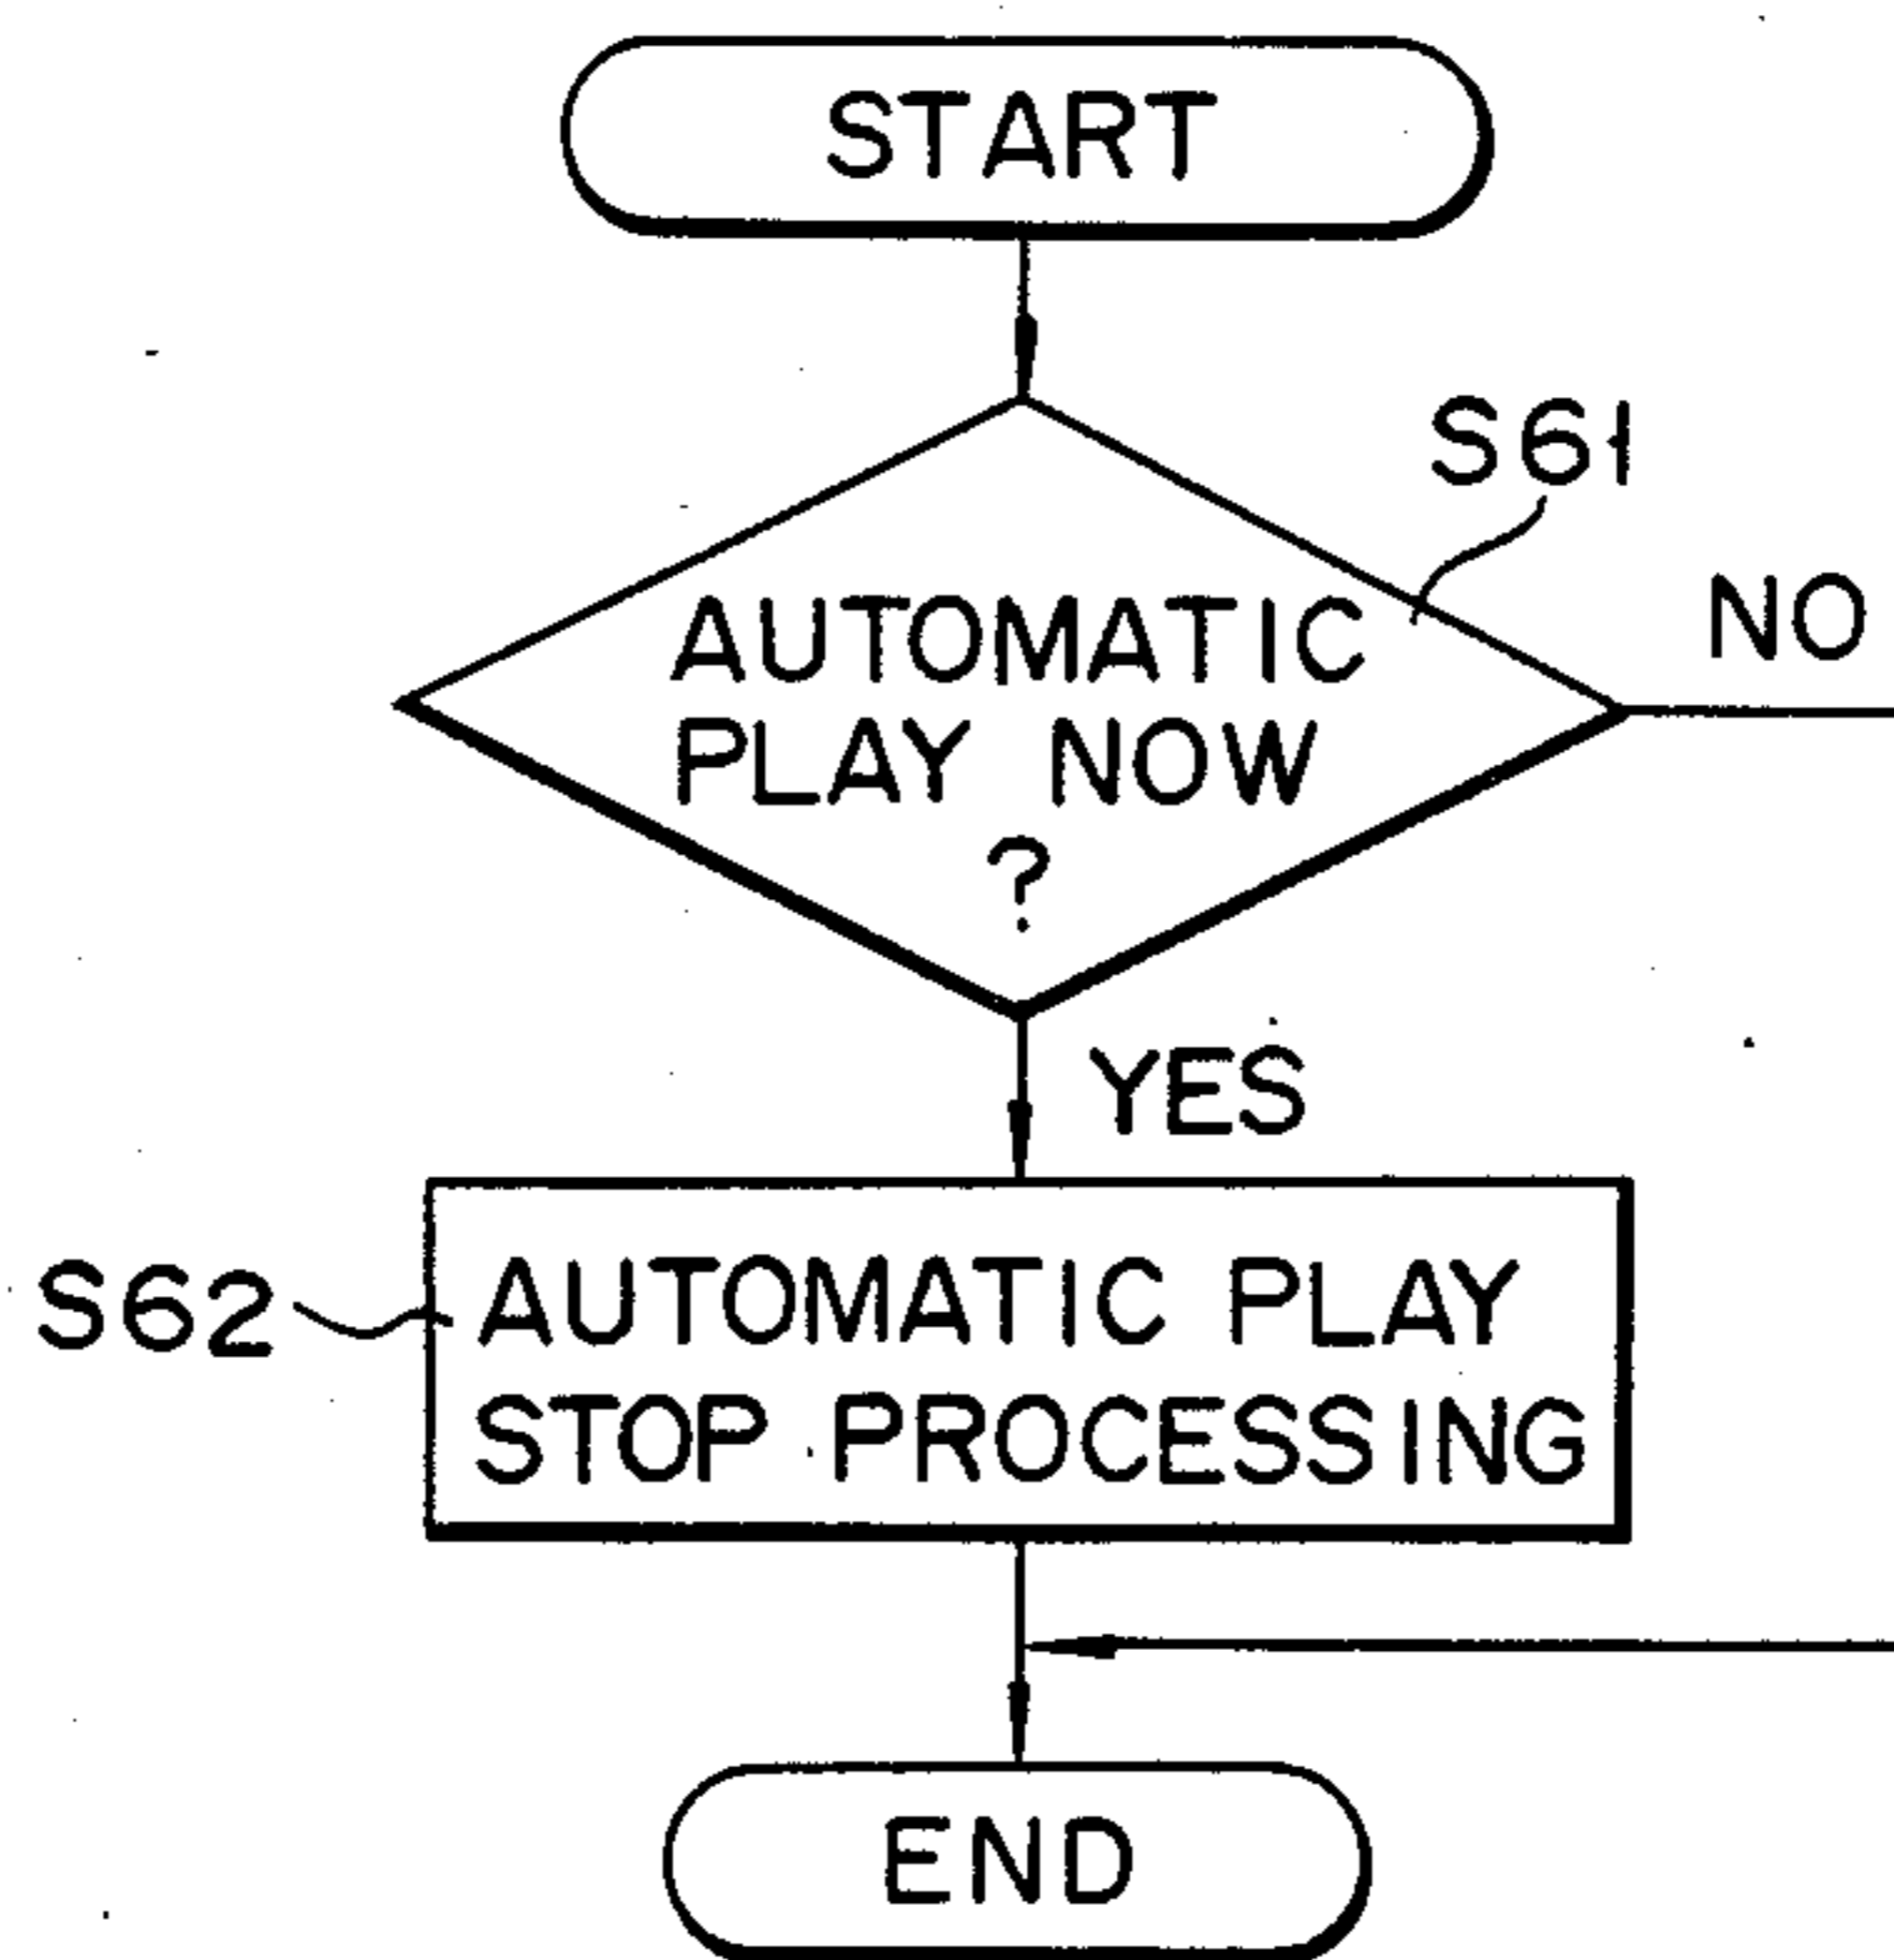 START
S61
AUTOMATIC
PLAY NOW
?
NO
YES
S62
AUTOMATIC PLAY
STOP PROCESSING
END